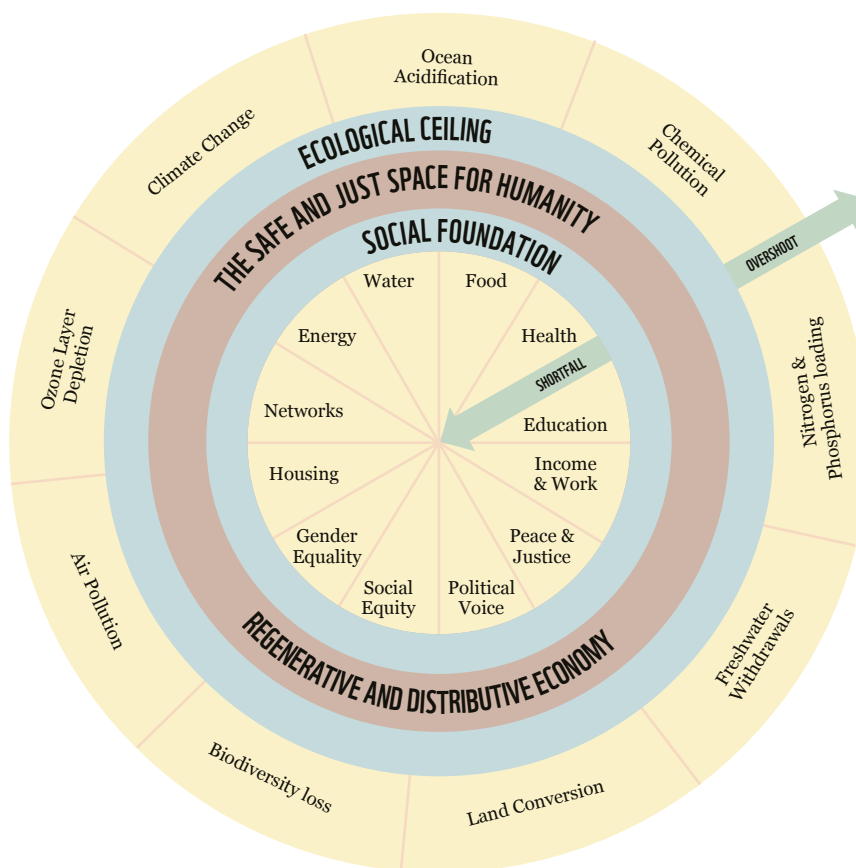 Ocean
Acidification
Chemical
Pollution
Nitrogen &
Phosphorus loading
Freshwater
Withdrawals
Land Conversion
Biodiversity loss
Air Pollution
Ozone Layer
Depletion
Climate Change
OVERSHOOT
ECOLOGICAL CEILING
THE SAFE AND JUST SPACE FOR HUMANITY
SOCIAL FOUNDATION
Water
Food
Health
SHORTFALL
Education
Income
& Work
Peace &
Justice
Political
Voice
Social
Equity
Gender
Equality
Housing
Networks
Energy
REGENERATIVE AND DISTRIBUTIVE ECONOMY